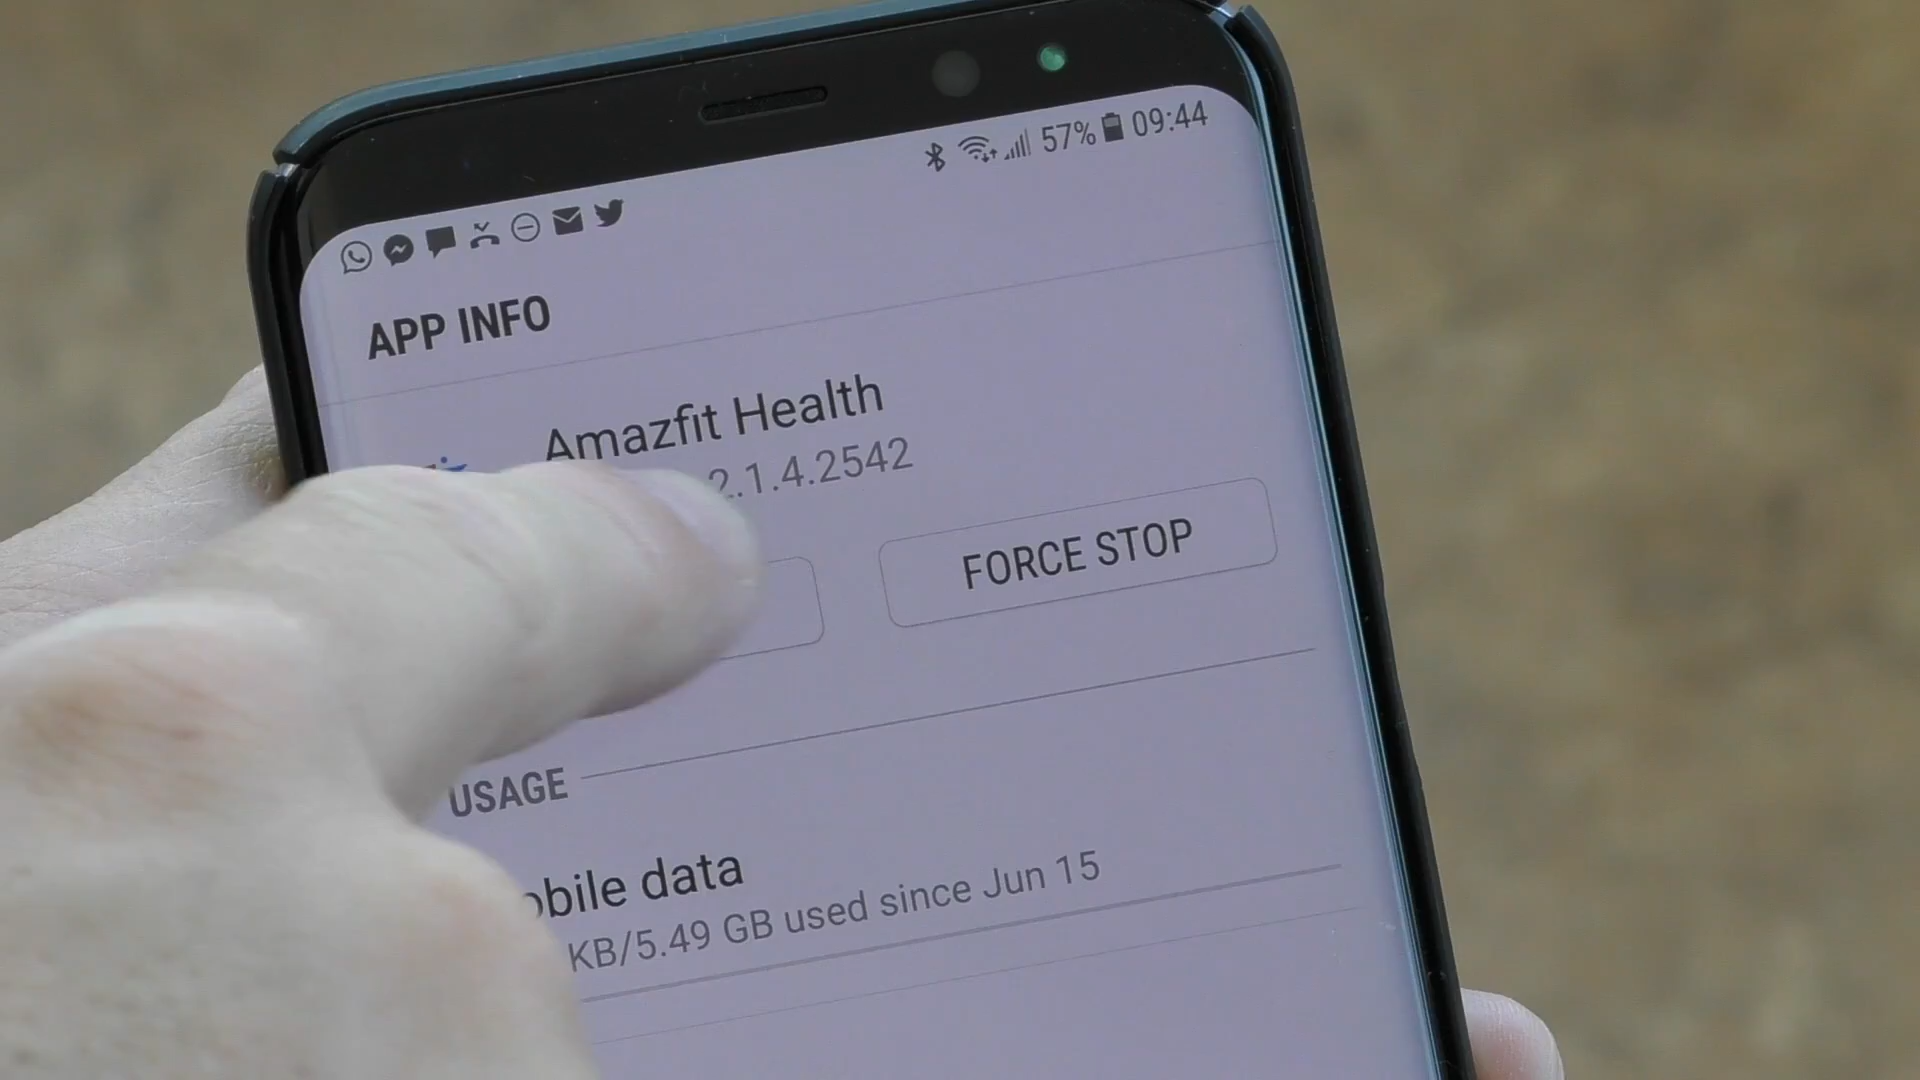 57% 09:44
APP INFO
Amazfit Health
2.1.4.2542
FORCE STOP
USAGE
data
KB/5.49 GB used since Jun 15